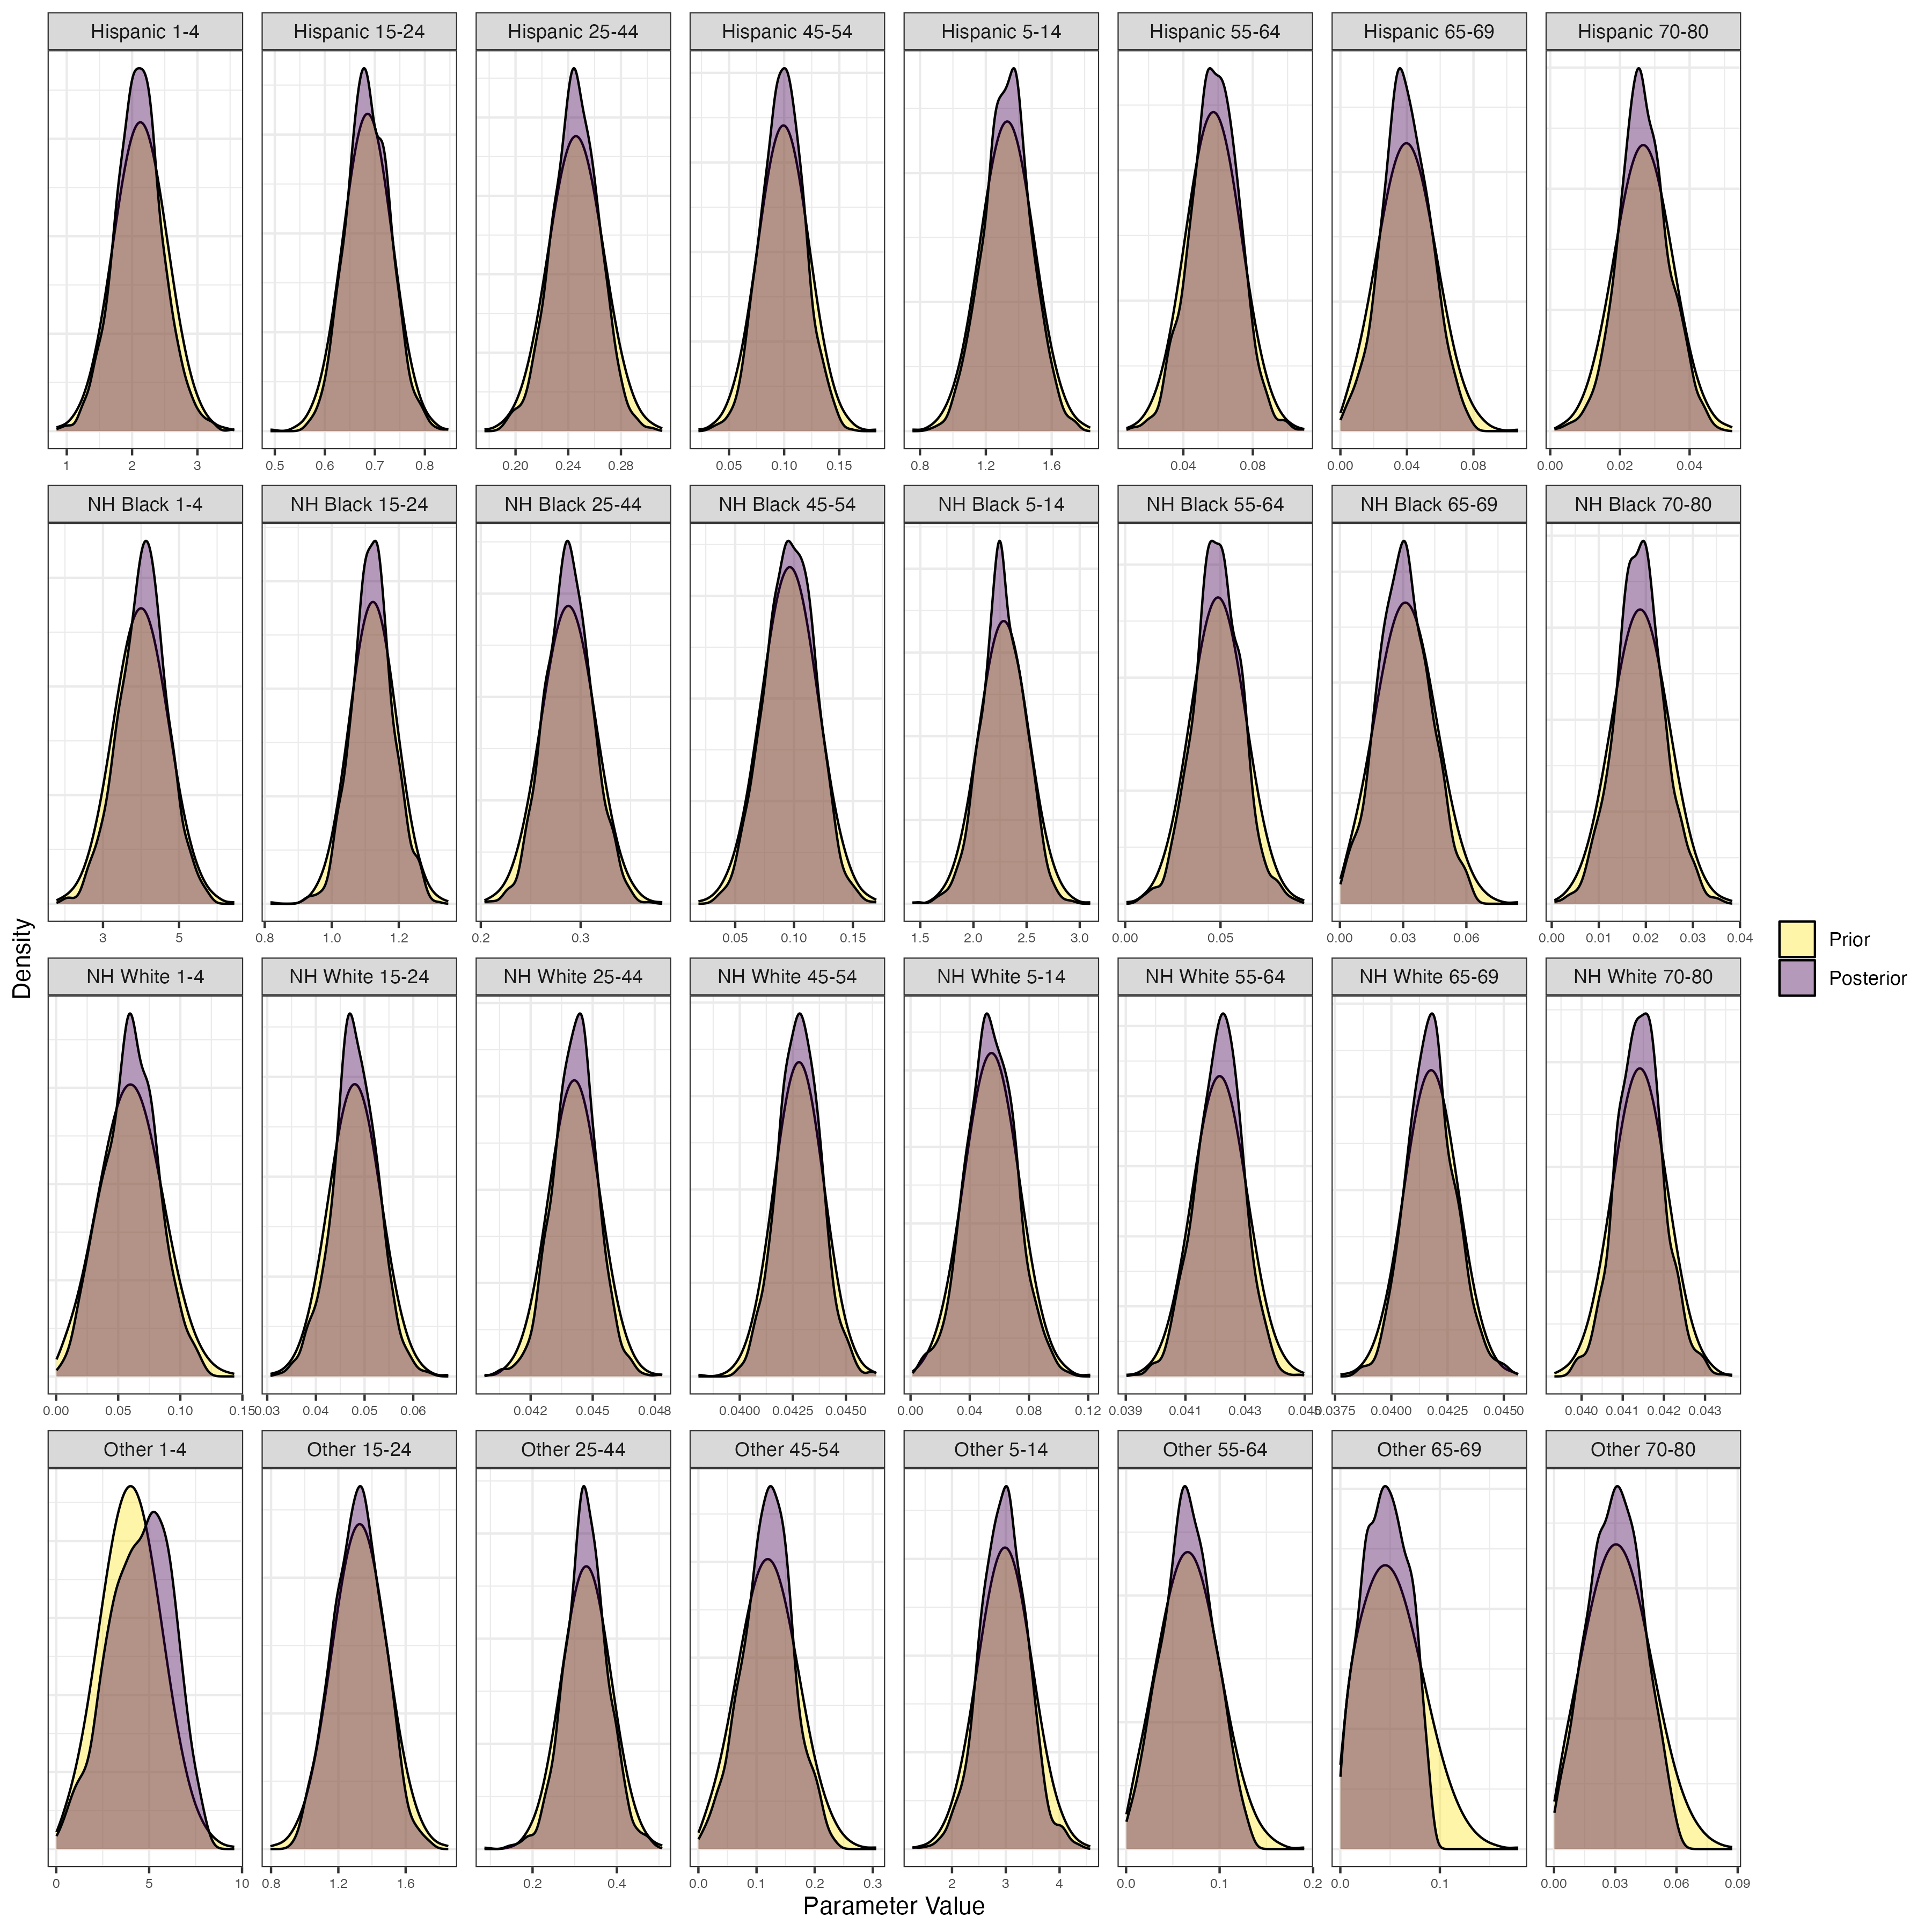 Hispanic 1-4 Hispanic 15-24 Hispanic 25-44 Hispanic 45-54 Hispanic 5-14 Hispanic 55-64 Hispanic 65-69 Hispanic 70-80
1 2 3 0.5 0.6 0.7 0.8 0.20 0.24 0.28 0.05 0.10 0.15 0.8 1.2 1.6 0.04 0.08 0.00 0.04 0.08 0.00 0.02 0.04
NH Black 1-4 NH Black 15-24 NH Black 25-44 NH Black 45-54 NH Black 5-14 NH Black 55-64 NH Black 65-69 NH Black 70-80
3 5 0.8 1.0 1.2 0.2 0.3 0.05 0.10 0.15 1.5 2.0 2.5 3.0 0.00 0.05 0.00 0.03 0.06 0.00 0.01 0.02 0.03 0.04
Density
Prior
Posterior
NH White 1-4 NH White 15-24 NH White 25-44 NH White 45-54 NH White 5-14 NH White 55-64 NH White 65-69 NH White 70-80
0.00 0.05 0.10 0.15 0.03 0.04 0.05 0.06 0.042 0.045 0.048 0.0400 0.0425 0.0450 0.00 0.04 0.08 0.12 0.039 0.041 0.043 0.045 0.0375 0.0400 0.0425 0.0450 0.040 0.041 0.042 0.043
Other 1-4 Other 15-24 Other 25-44 Other 45-54 Other 5-14 Other 55-64 Other 65-69 Other 70-80
0 5 10 0.8 1.2 1.6 0.2 0.4 0.0 0.1 0.2 0.3 2 3 4 0.0 0.1 0.2 0.0 0.1 0.00 0.03 0.06 0.09
Parameter Value